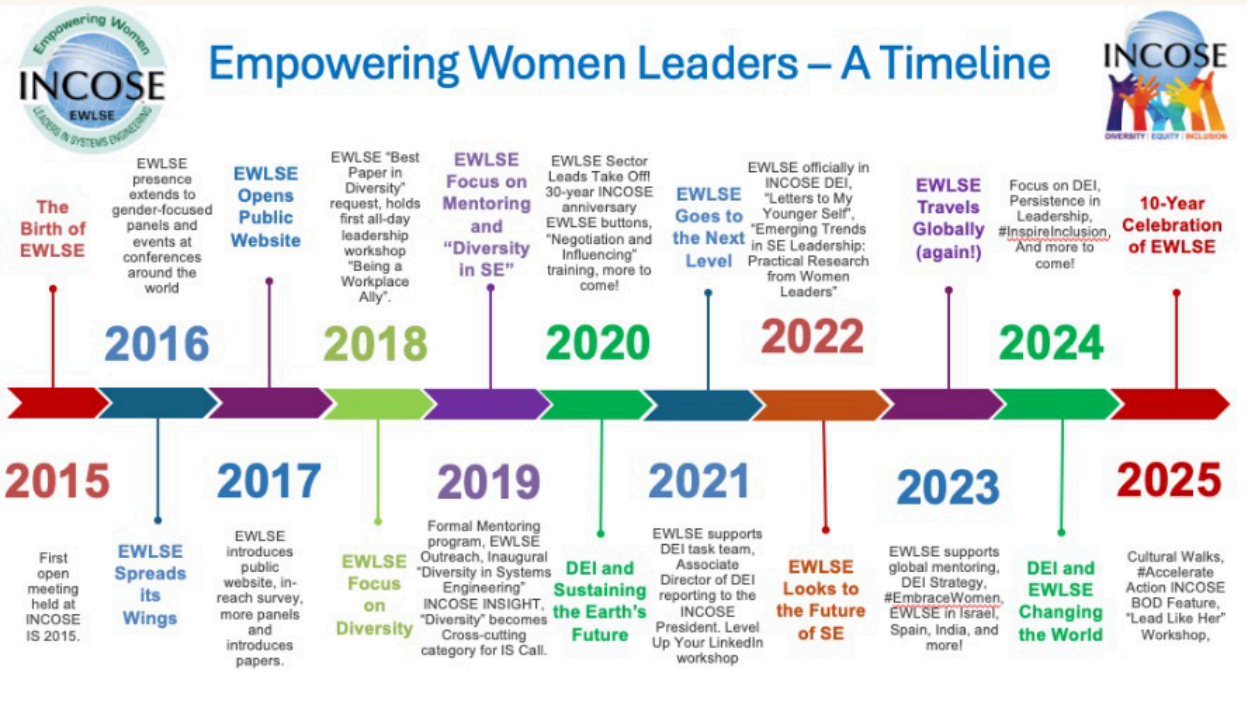 Empowering Women
INCOSE
EWLSE
LEADERS IN SYSTEMS ENGINEERING
Empowering Women Leaders – A Timeline
INCOSE
DIVERSITY | EQUITY | INCLUSION
The
Birth of
EWLSE
2015
First
open
meeting
held at
INCOSE
IS 2015.
EWLSE
presence
extends to
gender-focused
panels and
events at
conferences
around the
world
2016
EWLSE
Spreads
its
Wings
EWLSE
Opens
Public
Website
2017
EWLSE
introduces
public
website, in-
reach survey,
more panels
and
introduces
papers.
EWLSE "Best
Paper in
Diversity"
request, holds
first all-day
leadership
workshop
"Being a
Workplace
Ally".
2018
EWLSE
Focus
on
Diversity
EWLSE
Focus on
Mentoring
and
“Diversity
in SE”
2019
Formal Mentoring
program, EWLSE
Outreach, Inaugural
"Diversity in Systems
Engineering"
INCOSE INSIGHT,
"Diversity" becomes
Cross-cutting
category for IS Call.
EWLSE Sector
Leads Take Off!
30-year INCOSE
anniversary
EWLSE buttons,
"Negotiation and
Influencing"
training, more to
come!
2020
DEI and
Sustaining
the Earth’s
Future
EWLSE
Goes to
the Next
Level
2021
EWLSE supports
DEI task team,
Associate
Director of DEI
reporting to the
INCOSE
President. Level
Up Your LinkedIn
workshop
EWLSE officially in
INCOSE DEI,
"Letters to My
Younger Self",
"Emerging Trends
in SE Leadership:
Practical Research
from Women
Leaders"
2022
EWLSE
Looks to
the Future
of SE
EWLSE
Travels
Globally
(again!)
2023
EWLSE supports
global mentoring,
DEI Strategy,
#EmbraceWomen,
EWLSE in Israel,
Spain, India, and
more!
Focus on DEI,
Persistence in
Leadership,
#InspireInclusion,
And more to
come!
2024
DEI and
EWLSE
Changing
the World
10-Year
Celebration
of EWLSE
2025
Cultural Walks,
#Accelerate
Action INCOSE
BOD Feature,
"Lead Like Her"
Workshop,